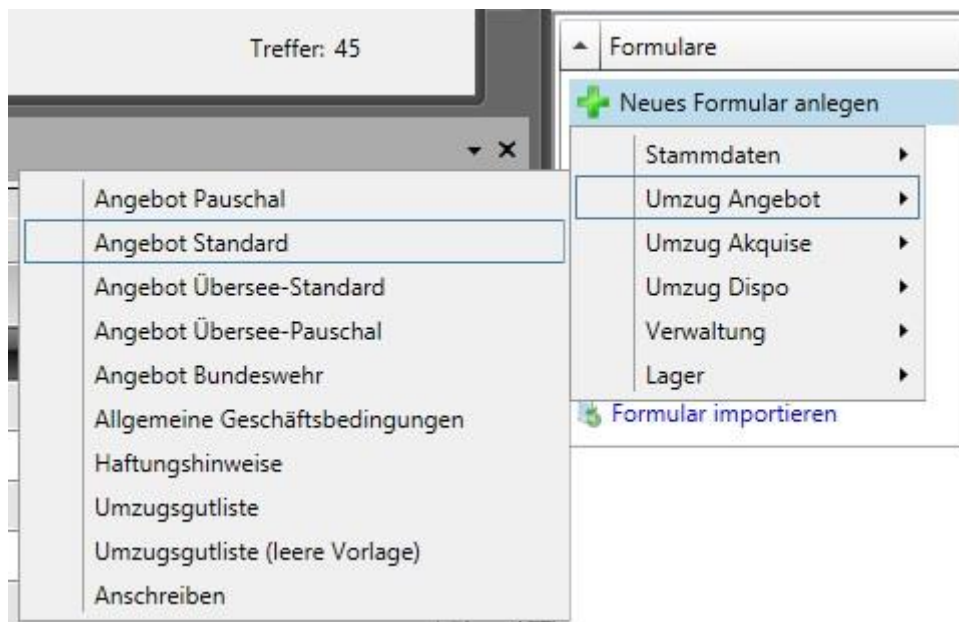 Treffer: 45
Formulare
Neues Formular anlegen
Stammdaten
Umzug Angebot
Umzug Akquise
Umzug Dispo
Verwaltung
Lager
Formular importieren
Angebot Pauschal
Angebot Standard
Angebot Übersee-Standard
Angebot Übersee-Pauschal
Angebot Bundeswehr
Allgemeine Geschäftsbedingungen
Haftungshinweise
Umzugsgutliste
Umzugsgutliste (leere Vorlage)
Anschreiben